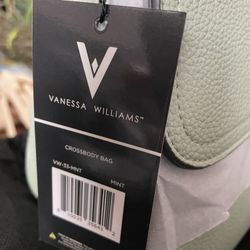 VANESSA WILLIAMS™
CROSSBODY BAG
VW-35-MNT
MINT